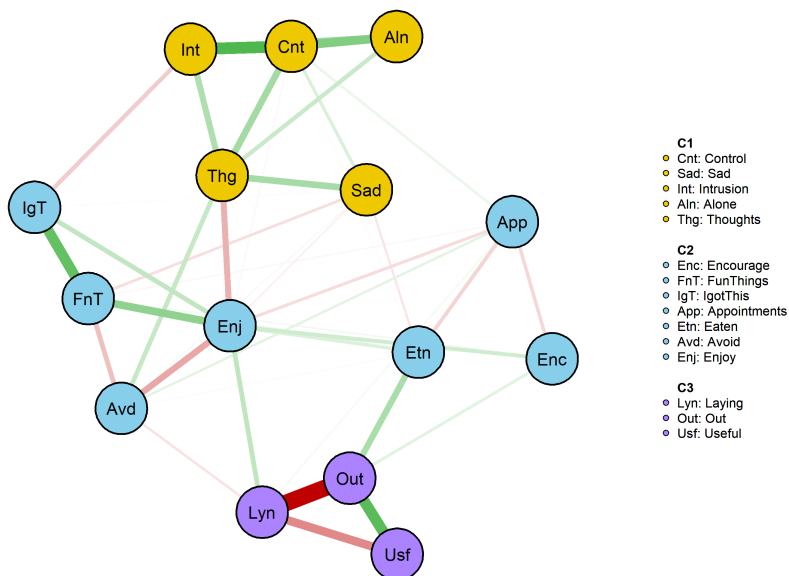 Int
Cnt
Aln
Thg
Sad
IgT
App
FnT
Enj
Etn
Enc
Avd
Out
Lyn
Usf
C1
Cnt: Control
Sad: Sad
Int: Intrusion
Aln: Alone
Thg: Thoughts
C2
Enc: Encourage
FnT: FunThings
IgT: IgotThis
App: Appointments
Etn: Eaten
Avd: Avoid
Enj: Enjoy
C3
Lyn: Laying
Out: Out
Usf: Useful